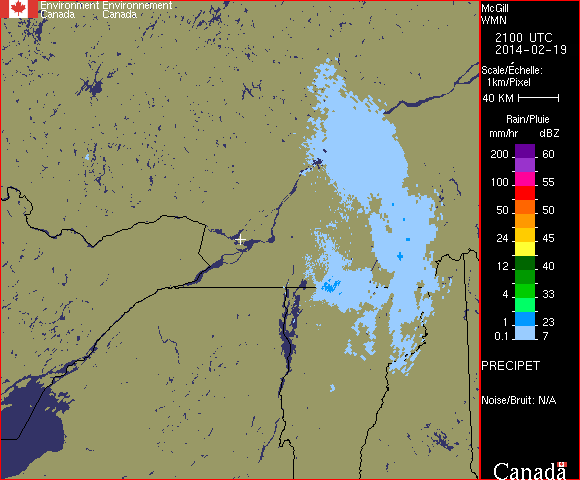 Environment Environnement
Canada Canada
McGill
WMN
2100 UTC
2014-02-19
Scale/Échelle:
1km/Pixel
40 KM
Rain/Pluie
mm/hr dBZ
200 60
100 55
50 50
24 45
12 40
4 33
1 23
0.1 7
PRECIPET
Noise/Bruit: N/A
Canada